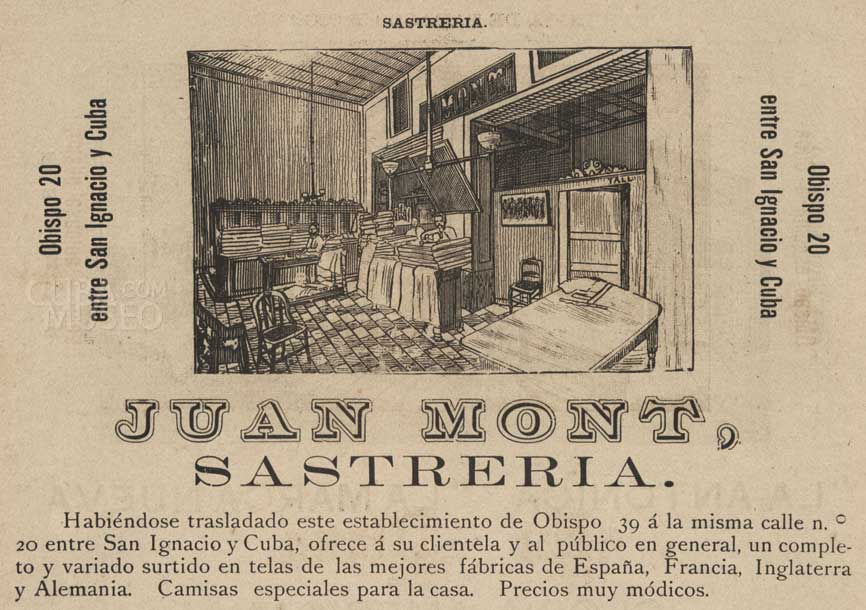 SASTRERIA.
Obispo 20
entre San Ignacio y Cuba
MONT
TALL
entre San Ignacio y Cuba
Obispo 20
CUBA
.COM
MUSEO
JUAN MONT,
SASTRERIA.
Habiéndose trasladado este establecimiento de Obispo 39 á la misma calle n. º
20 entre San Ignacio y Cuba, ofrece á su clientela y al público en general, un comple-
to y variado surtido en telas de las mejores fábricas de España, Francia, Inglaterra
y Alemania. Camisas especiales para la casa. Precios muy módicos.